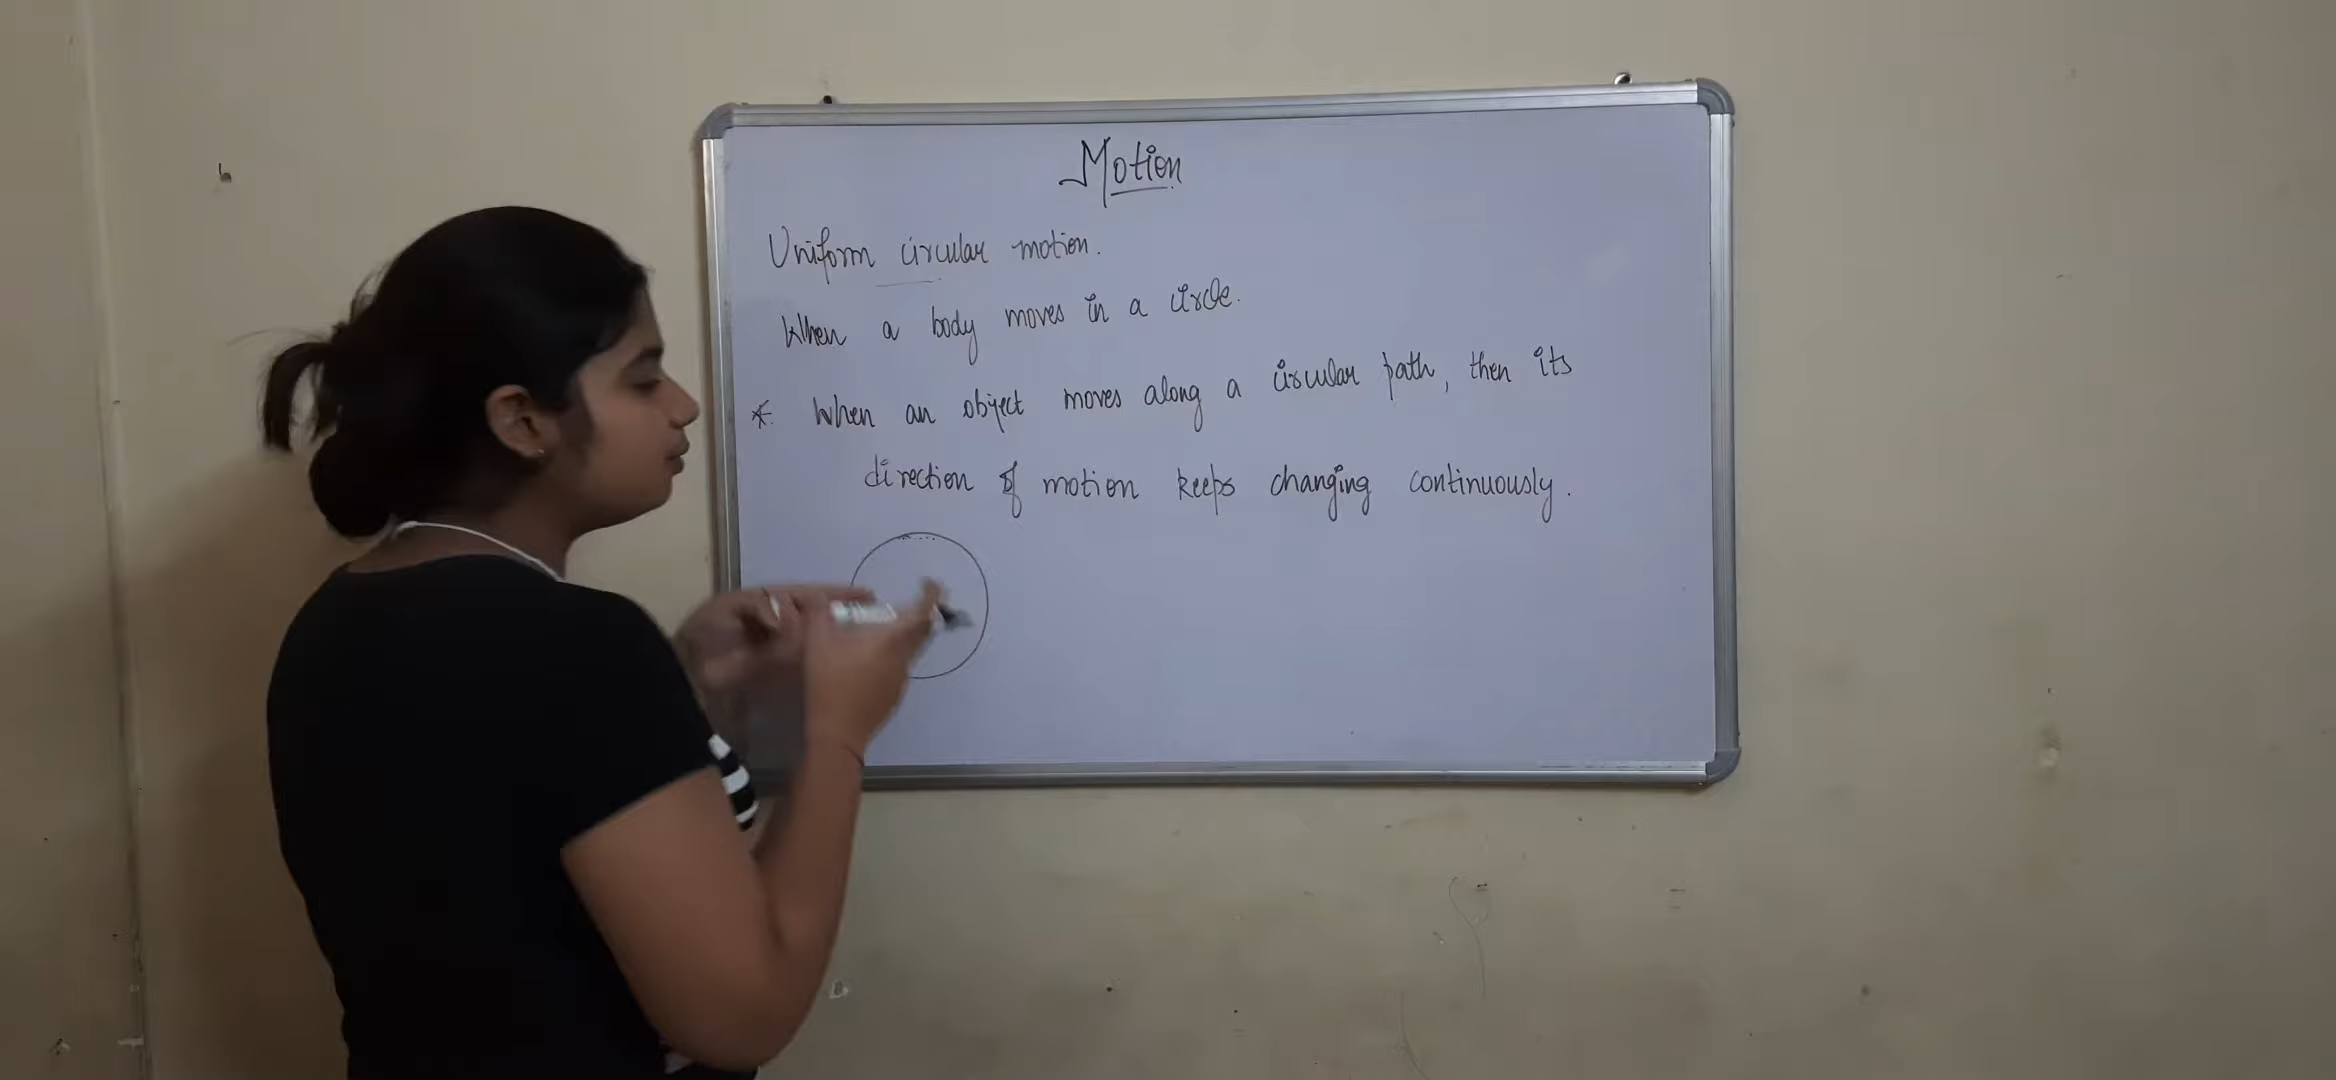 Motion
Uniform circular motion.
When a body moves in a circle.
* When an object moves along a circular path, then its
direction of motion keeps changing continuously.